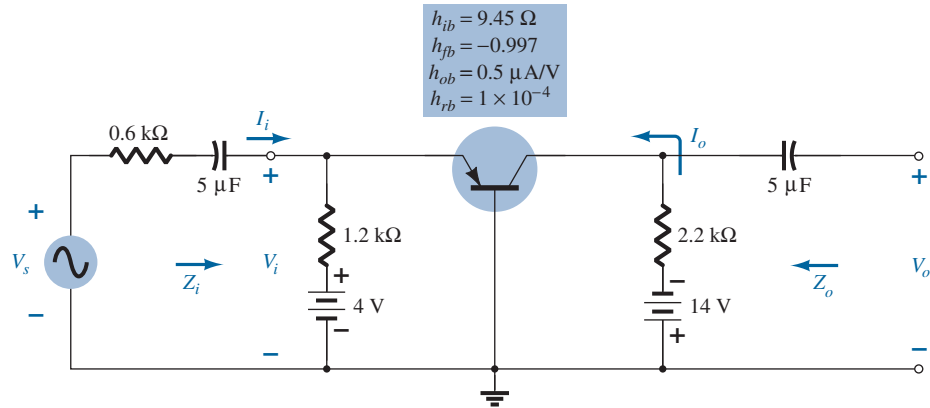 h_ib = 9.45 Ω
h_fb = −0.997
h_ob = 0.5 μA/V
h_rb = 1 × 10⁻⁴
I_i
I_o
0.6 kΩ
5 μF
+
5 μF
+
+
1.2 kΩ
2.2 kΩ
V_s
Z_i
V_i
+
4 V
−
−
14 V
+
Z_o
V_o
−
−
−